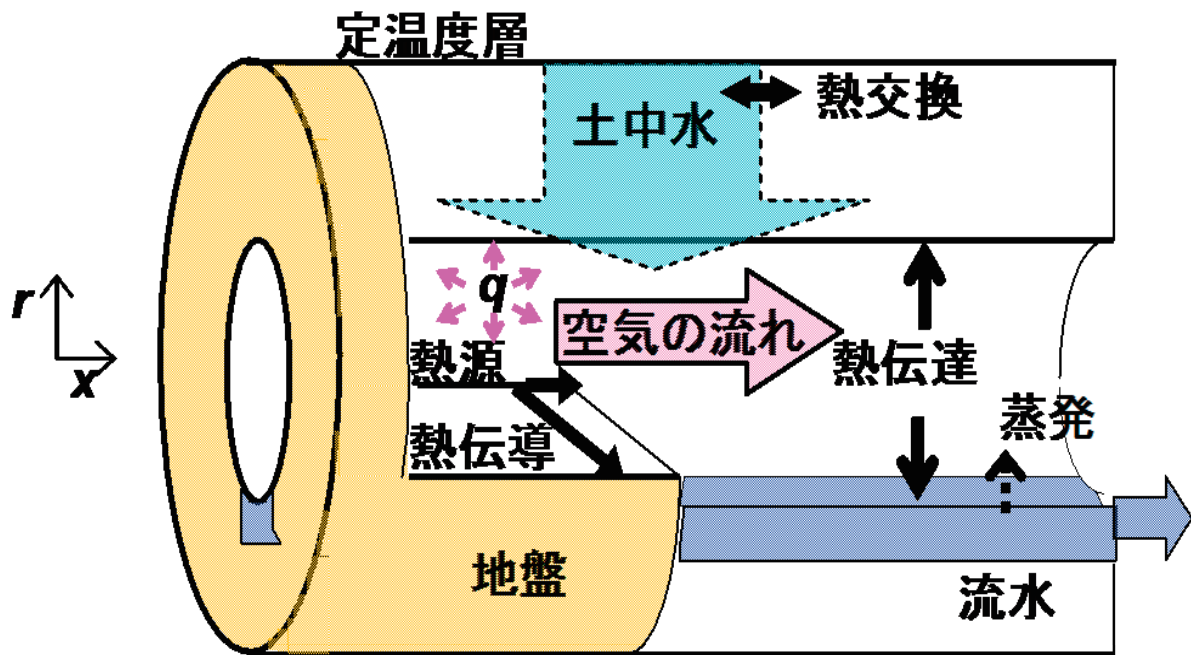 定温度層
熱交換
土中水
q
空気の流れ
r
x
熱源
熱伝達
熱伝導
蒸発
地盤
流水